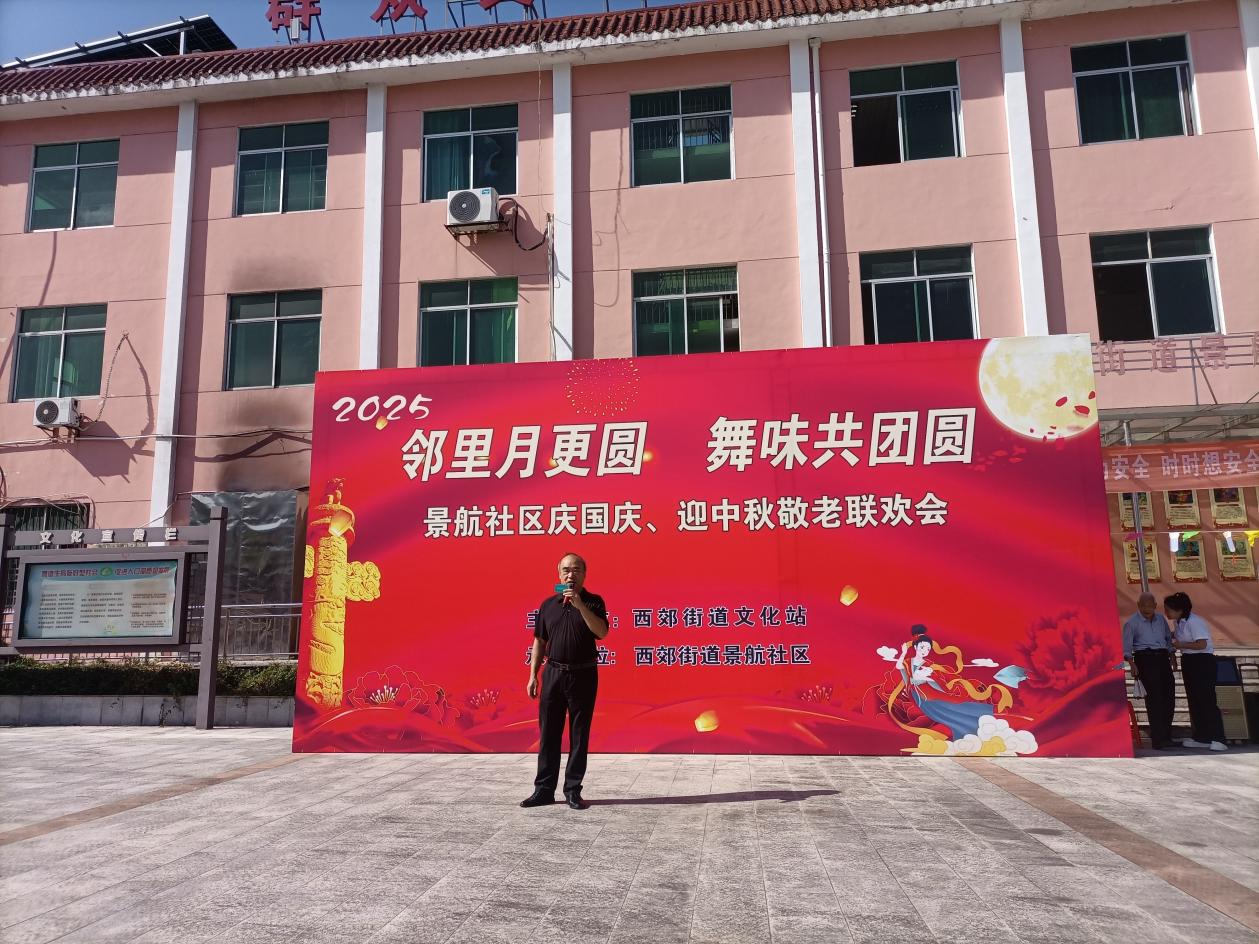 群众
2025
邻里月更圆 舞味共团圆
景航社区庆国庆、迎中秋敬老联欢会
主 : 西郊街道文化站
位: 西郊街道景航社区
街道景
安全 时时想安全
文化宣传栏